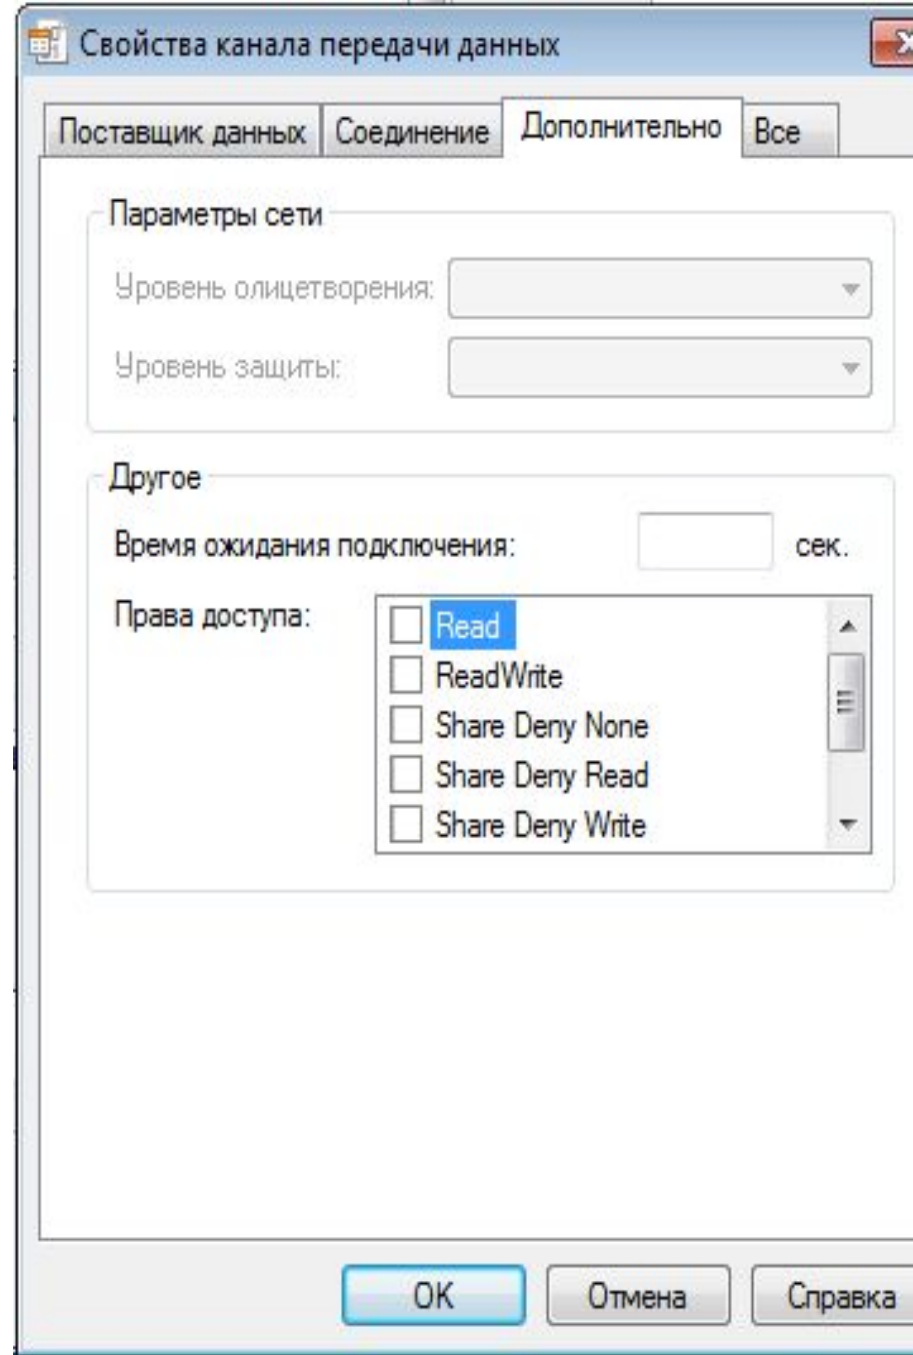 Свойства канала передачи данных
Поставщик данных Соединение Дополнительно Все
Параметры сети
Уровень олицетворения:
Уровень защиты:
Другое
Время ожидания подключения: сек.
Права доступа: Read
ReadWrite
Share Deny None
Share Deny Read
Share Deny Write
OK Отмена Справка